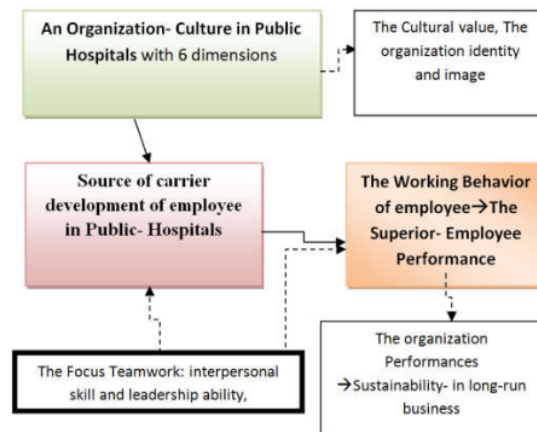 An Organization- Culture in Public
Hospitals with 6 dimensions
The Cultural value, The
organization identity
and image
Source of carrier
development of employee
in Public- Hospitals
The Working Behavior
of employee→The
Superior- Employee
Performance
The Focus Teamwork: interpersonal
skill and leadership ability,
The organization
Performances
→Sustainability- in long-run
business